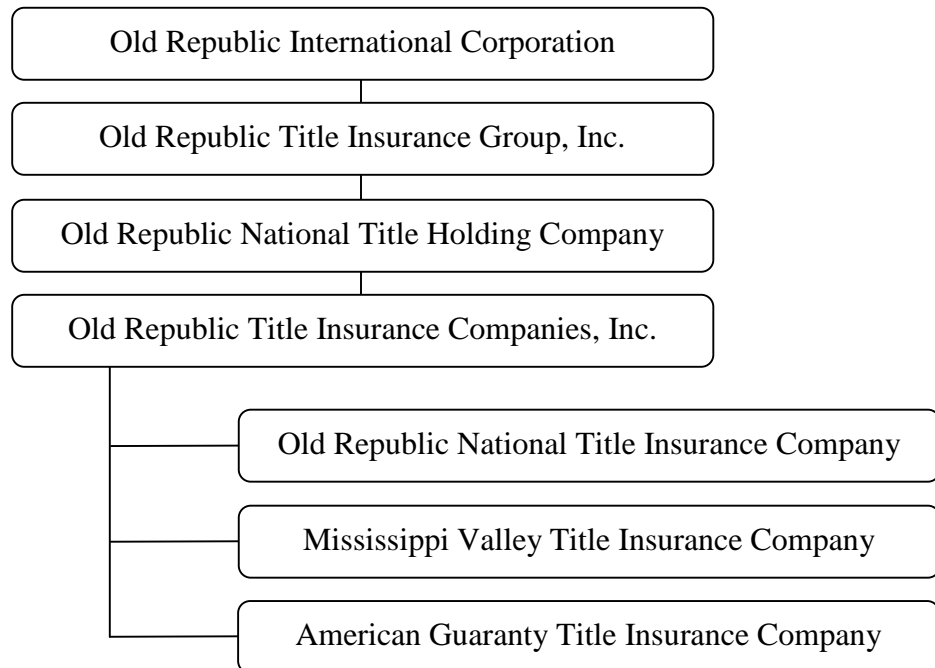 Old Republic International Corporation
Old Republic Title Insurance Group, Inc.
Old Republic National Title Holding Company
Old Republic Title Insurance Companies, Inc.
Old Republic National Title Insurance Company
Mississippi Valley Title Insurance Company
American Guaranty Title Insurance Company